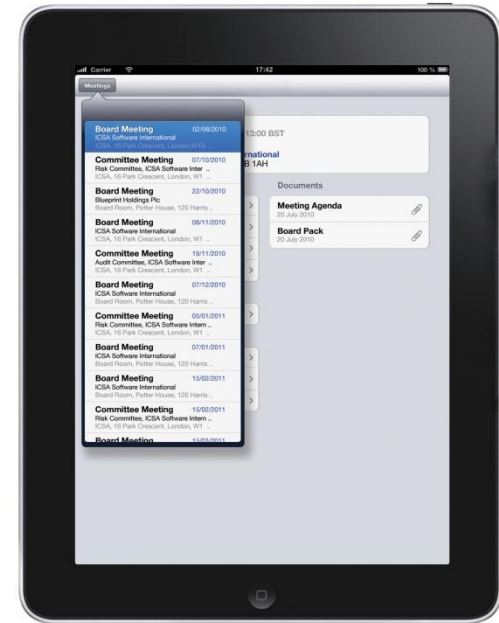 Carrier
17:42
100 %
Meetings
Board Meeting 02/08/2010
ICSA Software International
ICSA, 16 Park Crescent, London, W1B ..
Committee Meeting 07/10/2010
Risk Committee, ICSA Software Inter ..
ICSA, 16 Park Crescent, London, W1 ..
Board Meeting 22/10/2010
Blueprint Holdings Plc
Board Room, Potter House, 120 Harris ..
Board Meeting 08/11/2010
ICSA Software International
ICSA, 16 Park Crescent, London, W1 ..
Committee Meeting 19/11/2010
Audit Committee, ICSA Software Inter ..
ICSA, 16 Park Crescent, London, W1 ..
Board Meeting 07/12/2010
ICSA Software International
Board Room, Potter House, 120 Harris ..
Committee Meeting 05/01/2011
Risk Committee, ICSA Software Intern ..
ICSA, 16 Park Crescent, London, W1 ..
Board Meeting 07/01/2011
ICSA Software International
Board Room, Potter House, 120 Harris ..
Board Meeting 15/02/2011
ICSA Software International
Board Room, Potter House, 120 Harris ..
Committee Meeting 15/02/2011
Risk Committee, ICSA Software Intern ..
ICSA, 16 Park Crescent, London, W1 ..
Board Meeting 15/03/2011
13:00 BST
rnational
B 1AH
Documents
Meeting Agenda
20 July 2010
Board Pack
20 July 2010